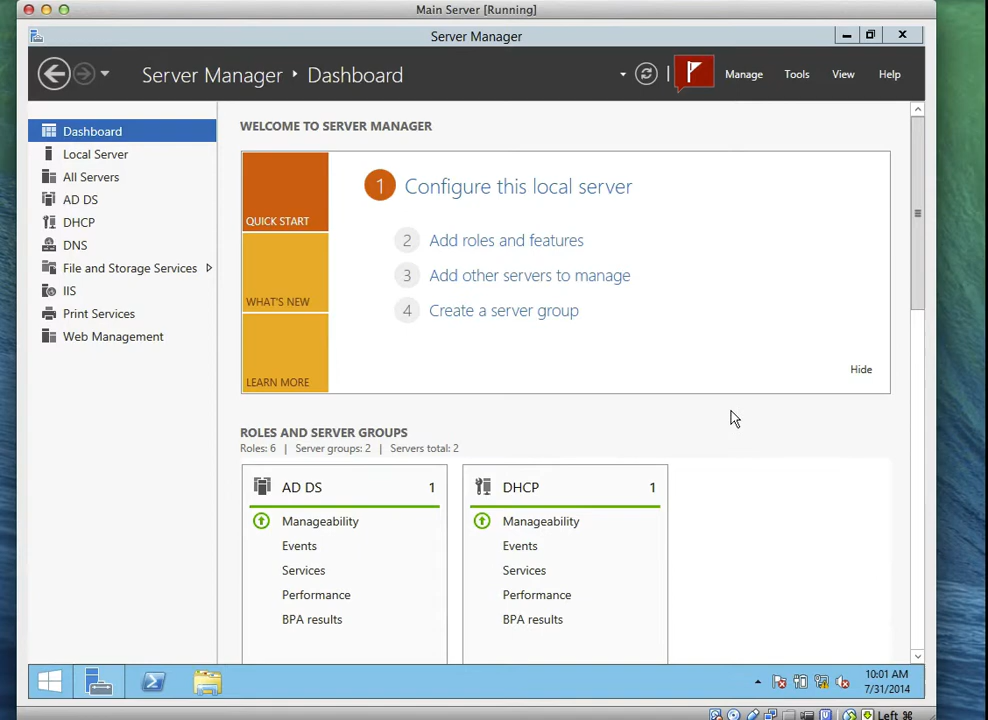 Main Server [Running]
Server Manager
Server Manager ‣ Dashboard
Manage Tools View Help
Dashboard
Local Server
All Servers
AD DS
DHCP
DNS
File and Storage Services
IIS
Print Services
Web Management
WELCOME TO SERVER MANAGER
QUICK START
WHAT'S NEW
LEARN MORE
1 Configure this local server
2 Add roles and features
3 Add other servers to manage
4 Create a server group
Hide
ROLES AND SERVER GROUPS
Roles: 6 | Server groups: 2 | Servers total: 2
AD DS 1
Manageability
Events
Services
Performance
BPA results
DHCP 1
Manageability
Events
Services
Performance
BPA results
10:01 AM
7/31/2014
Left ⌘